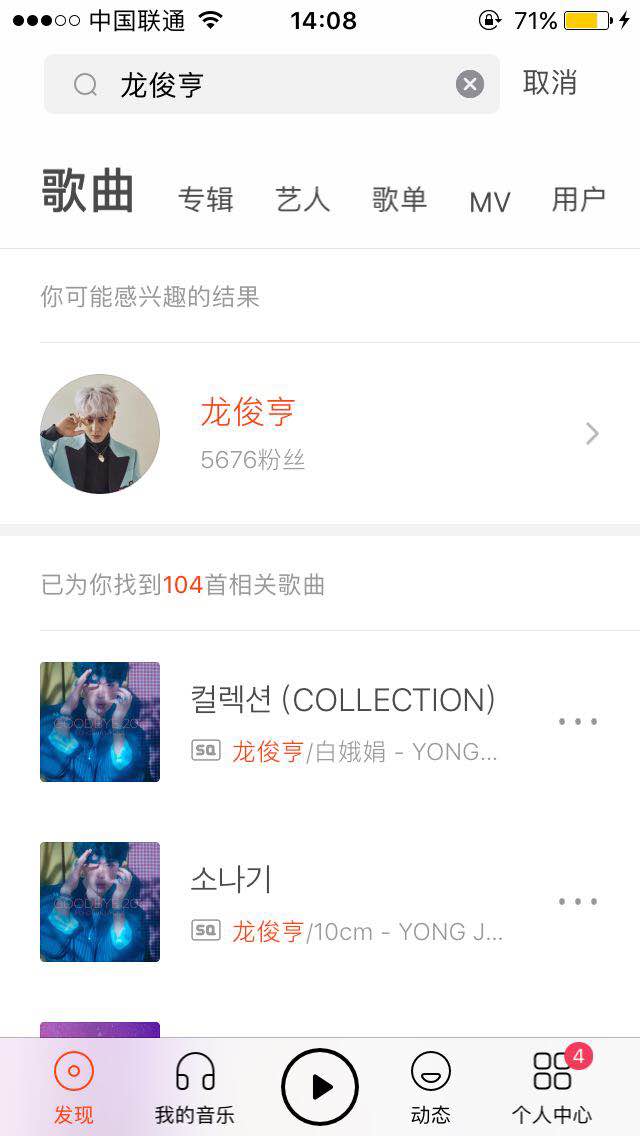 中国联通 14:08 71%
龙俊亨 取消
歌曲 专辑 艺人 歌单 MV 用户
你可能感兴趣的结果
龙俊亨
5676粉丝
已为你找到104首相关歌曲
컬렉션 (COLLECTION)
SQ 龙俊亨/白娥娟 - YONG...
소나기
SQ 龙俊亨/10cm - YONG J...
GOODBYE 20
GOODBYE 20
发现 我的音乐 动态 个人中心 4